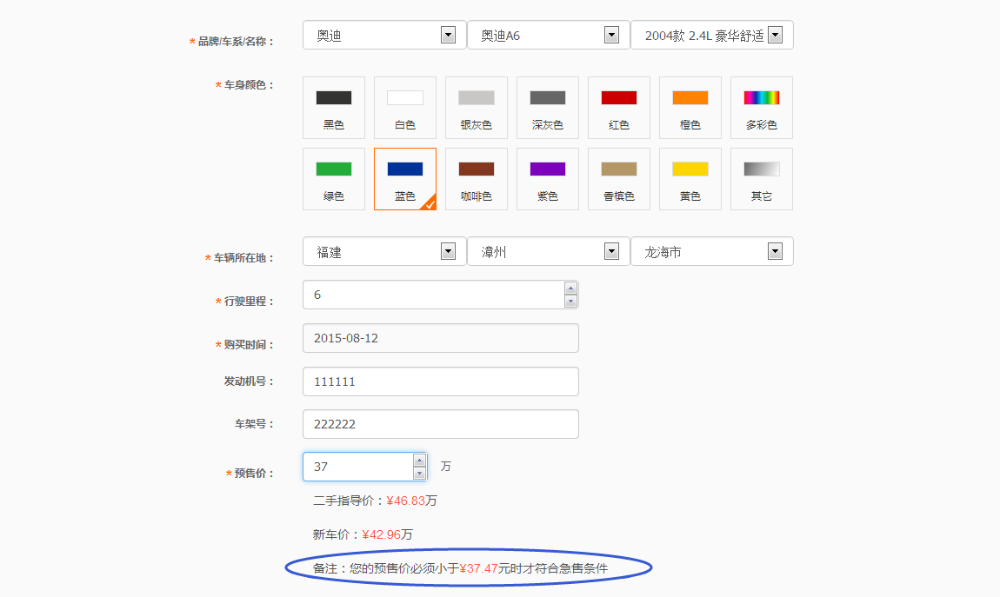 * 品牌/车系/名称： 奥迪 奥迪A6 2004款 2.4L 豪华舒适
* 车身颜色： 黑色 白色 银灰色 深灰色 红色 橙色 多彩色
绿色 蓝色 咖啡色 紫色 香槟色 黄色 其它
* 车辆所在地： 福建 漳州 龙海市
* 行驶里程： 6
* 购买时间： 2015-08-12
发动机号： 111111
车架号： 222222
* 预售价： 37 万
二手指导价：¥46.83万
新车价：¥42.96万
备注：您的预售价必须小于¥37.47元时才符合急售条件